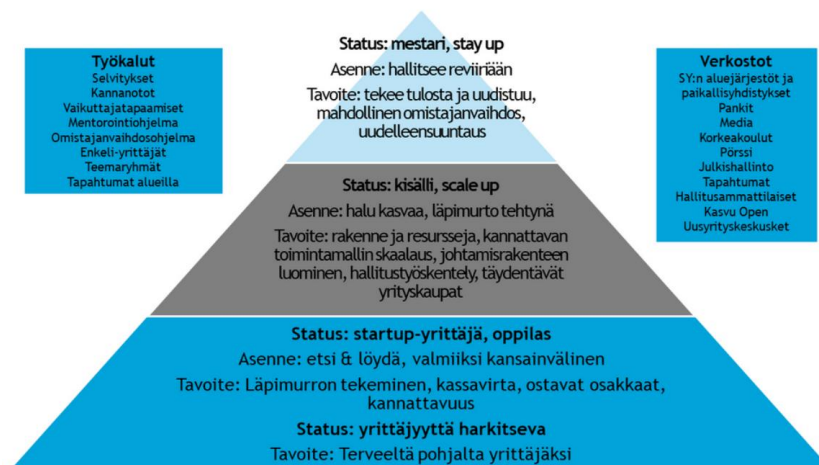 Työkalut
Selvitykset
Kannanotot
Vaikuttajatapaamiset
Mentorointiohjelma
Omistajanvaihdosohjelma
Enkeli-yrittäjät
Teemaryhmät
Tapahtumat alueilla
Status: mestari, stay up
Asenne: hallitsee reviiriään
Tavoite: tekee tulosta ja uudistuu,
mahdollinen omistajanvaihdos,
uudelleensuuntaus
Verkostot
SY:n aluejärjestöt ja
paikallisyhdistykset
Pankit
Media
Korkeakoulut
Pörssi
Julkishallinto
Tapahtumat
Hallitusammattilaiset
Kasvu Open
Uusyrityskeskusket
Status: kisälli, scale up
Asenne: halu kasvaa, läpimurto tehtynä
Tavoite: rakenne ja resursseja, kannattavan
toimintamallin skaalaus, johtamisrakenteen
luominen, hallitustyöskentely, täydentävät
yrityskaupat
Status: startup-yrittäjä, oppilas
Asenne: etsi & löydä, valmiiksi kansainvälinen
Tavoite: Läpimurron tekeminen, kassavirta, ostavat osakkaat,
kannattavuus
Status: yrittäjyyttä harkitseva
Tavoite: Terveeltä pohjalta yrittäjäksi